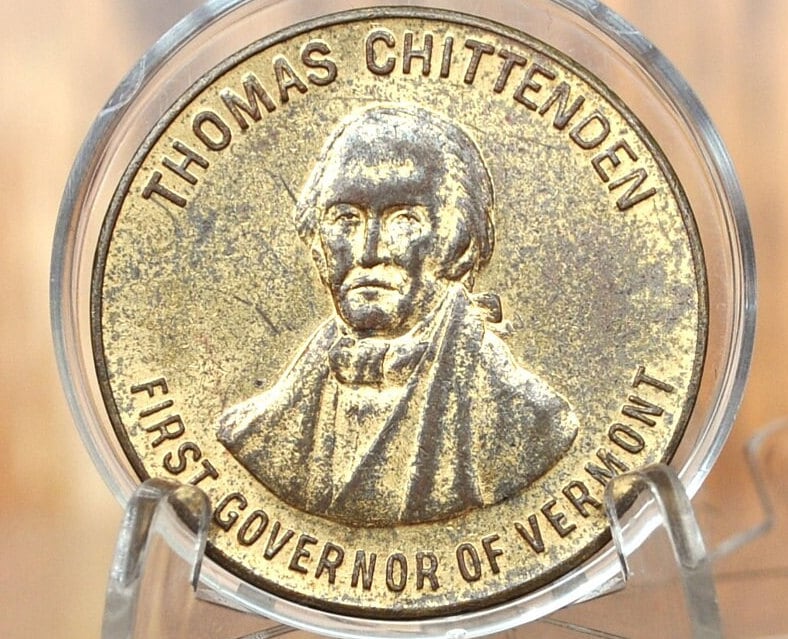 THOMAS CHITTENDEN
FIRST GOVERNOR OF VERMONT